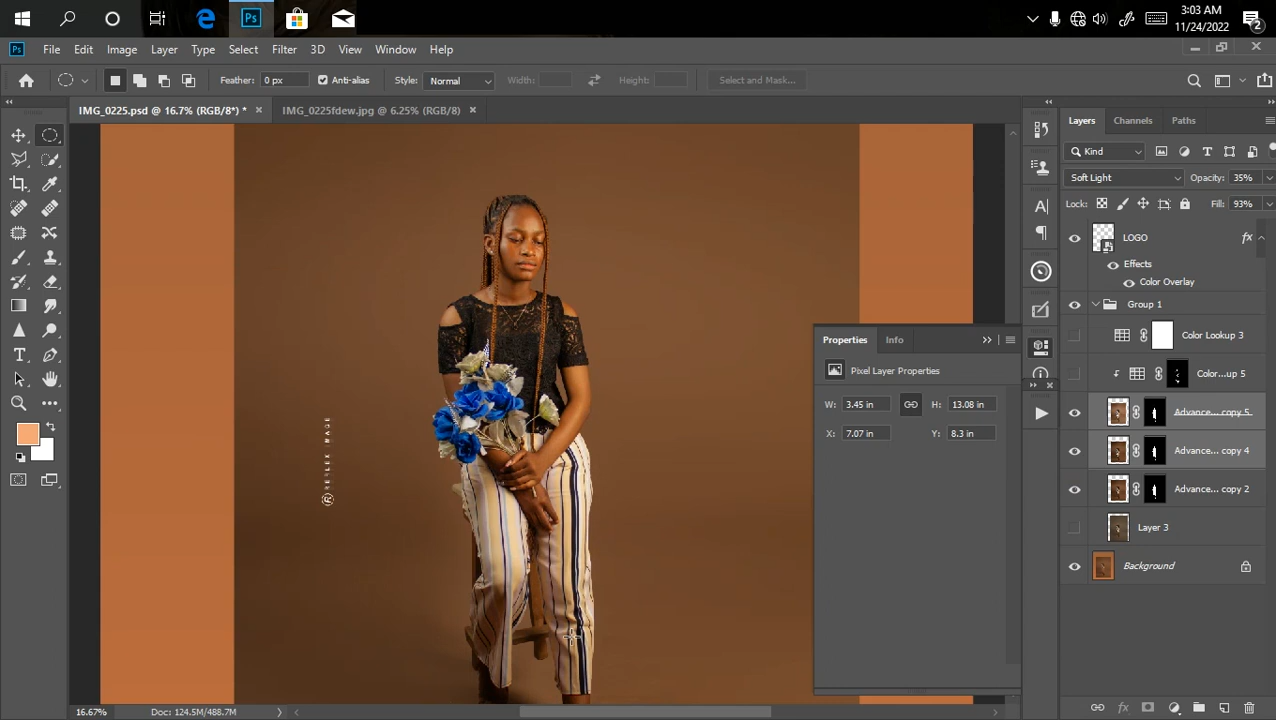 3:03 AM
11/24/2022
2
Ps
Ps
File Edit Image Layer Type Select Filter 3D View Window Help
Feather: 0 px Anti-alias Style: Normal Width: Height: Select and Mask...
IMG_0225.psd @ 16.7% (RGB/8*) * IMG_0225fdew.jpg @ 6.25% (RGB/8)
Layers Channels Paths
Kind
Soft Light Opacity: 35%
Lock: Fill: 93%
LOGO fx
Effects
Color Overlay
Group 1
Color Lookup 3
Color...up 5
Advance... copy 5
Advance... copy 4
Advance... copy 2
Layer 3
Background
Properties Info
Pixel Layer Properties
W: 3.45 in H: 13.08 in
X: 7.07 in Y: 8.3 in
16.67% Doc: 124.5M/488.7M